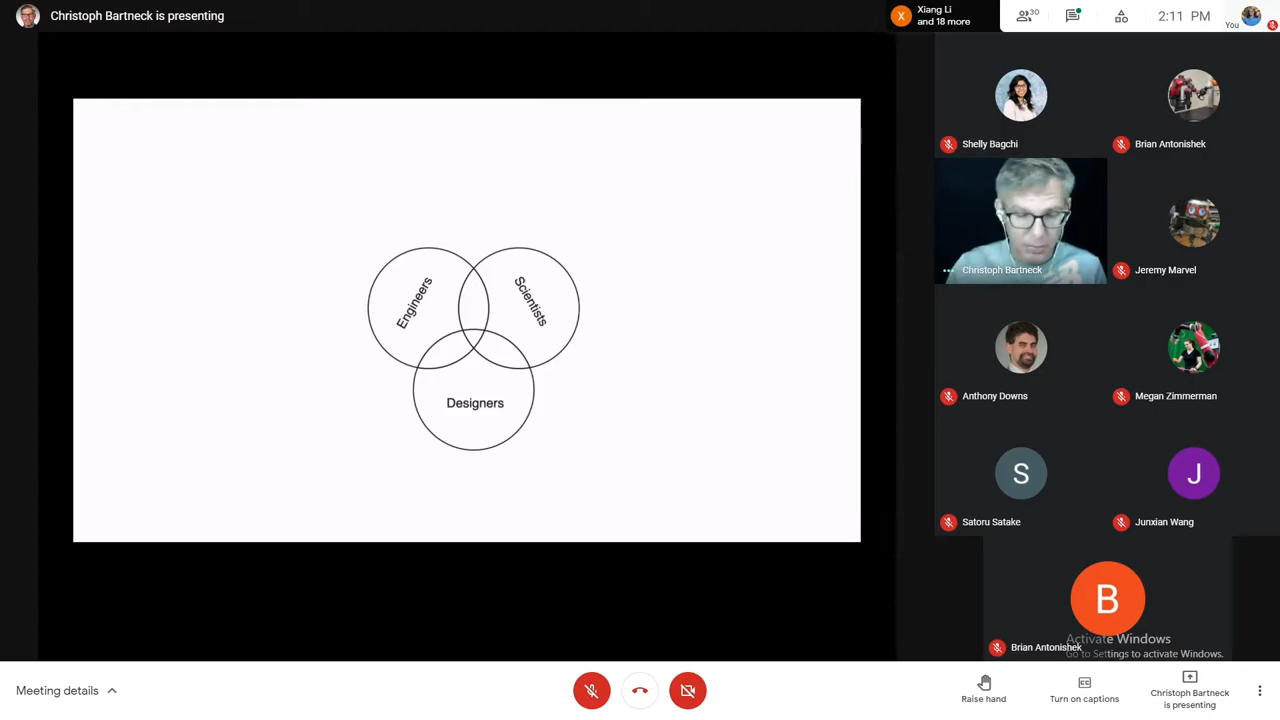 Christoph Bartneck is presenting
X
Xiang Li
and 18 more
30
2:11 PM
You
Shelly Bagchi
Brian Antonishek
Christoph Bartneck
Jeremy Marvel
Engineers
Scientists
Designers
Anthony Downs
Megan Zimmerman
S
J
Satoru Satake
Junxian Wang
B
Brian Antonishek
Activate Windows
Go to Settings to activate Windows.
Meeting details
Raise hand
CC
Turn on captions
Christoph Bartneck
is presenting